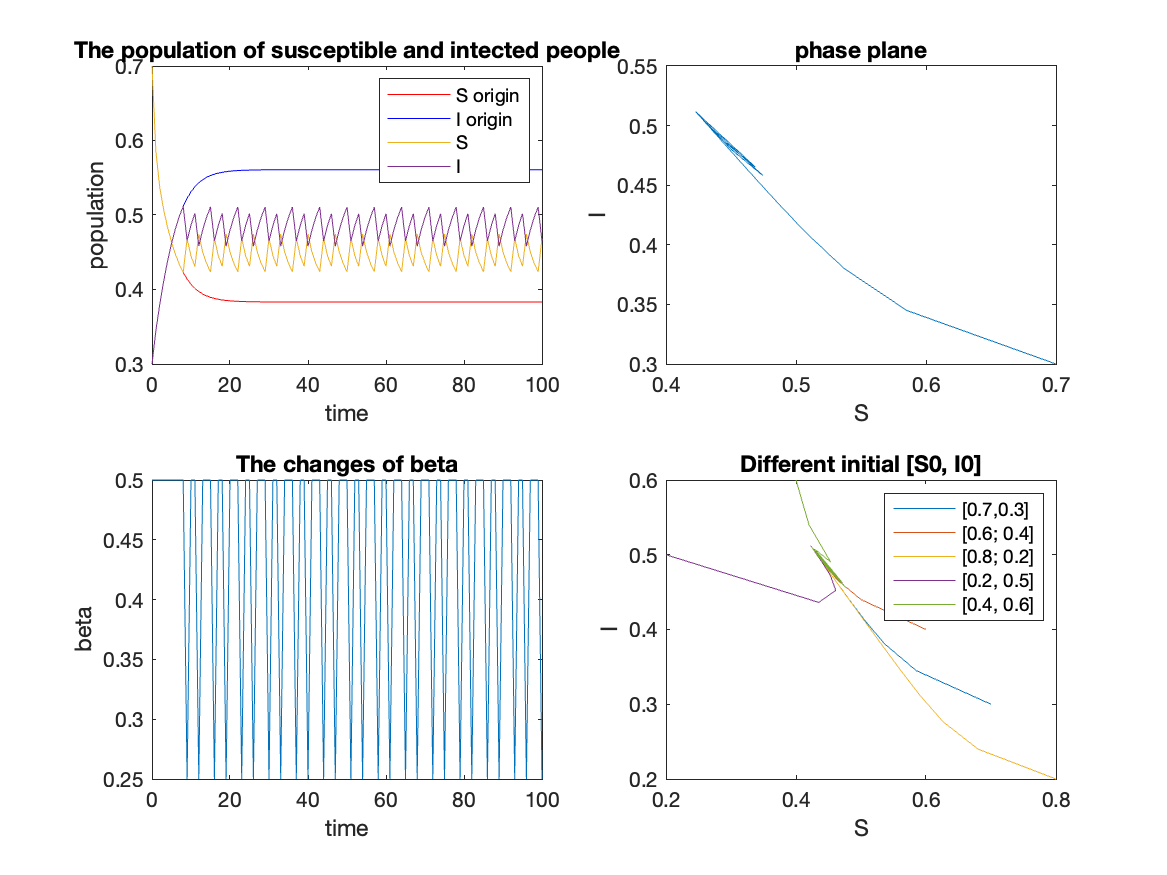 The population of susceptible and intected people
0.7
0.6
0.5
0.4
0.3
population
0 20 40 60 80 100
time
S origin
I origin
S
I
phase plane
0.55
0.5
0.45
0.4
0.35
0.3
I
0.4 0.5 0.6 0.7
S
The changes of beta
0.5
0.45
0.4
0.35
0.3
0.25
beta
0 20 40 60 80 100
time
Different initial [S0, I0]
0.6
0.5
0.4
0.3
0.2
I
0.2 0.4 0.6 0.8
S
[0.7,0.3]
[0.6; 0.4]
[0.8; 0.2]
[0.2, 0.5]
[0.4, 0.6]